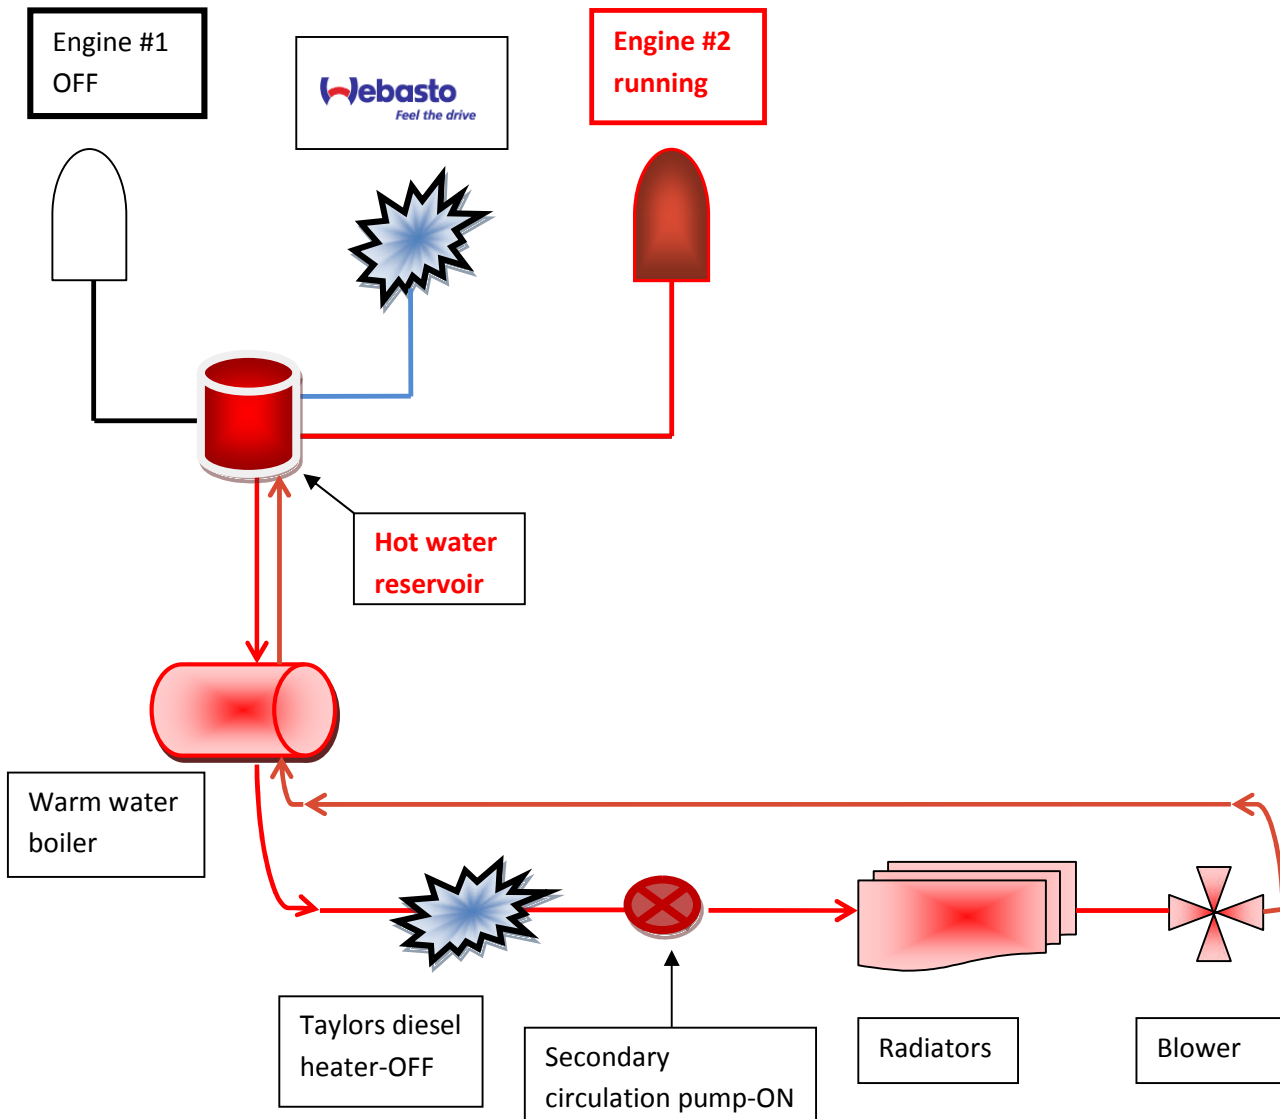 Engine #1
OFF
Webasto
Feel the drive
Engine #2
running
Hot water
reservoir
Warm water
boiler
Taylors diesel
heater-OFF
Secondary
circulation pump-ON
Radiators
Blower